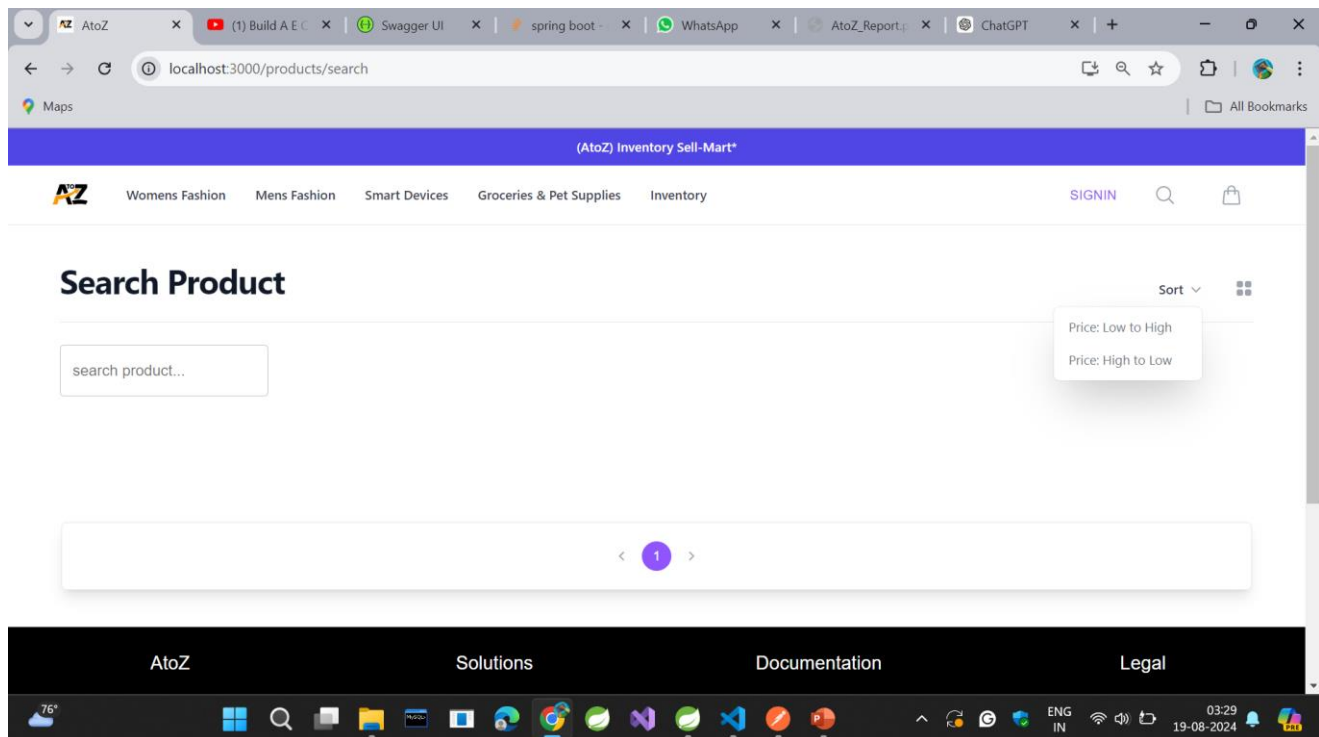 AtoZ
(1) Build A E C
Swagger UI
spring boot -
WhatsApp
AtoZ_Report.p
ChatGPT
localhost:3000/products/search
Maps
All Bookmarks
(AtoZ) Inventory Sell-Mart*
A TO Z
Womens Fashion
Mens Fashion
Smart Devices
Groceries & Pet Supplies
Inventory
SIGNIN
Search Product
Sort
Price: Low to High
Price: High to Low
search product...
1
AtoZ
Solutions
Documentation
Legal
76°
MySQL
ENG
IN
03:29
19-08-2024
PRE